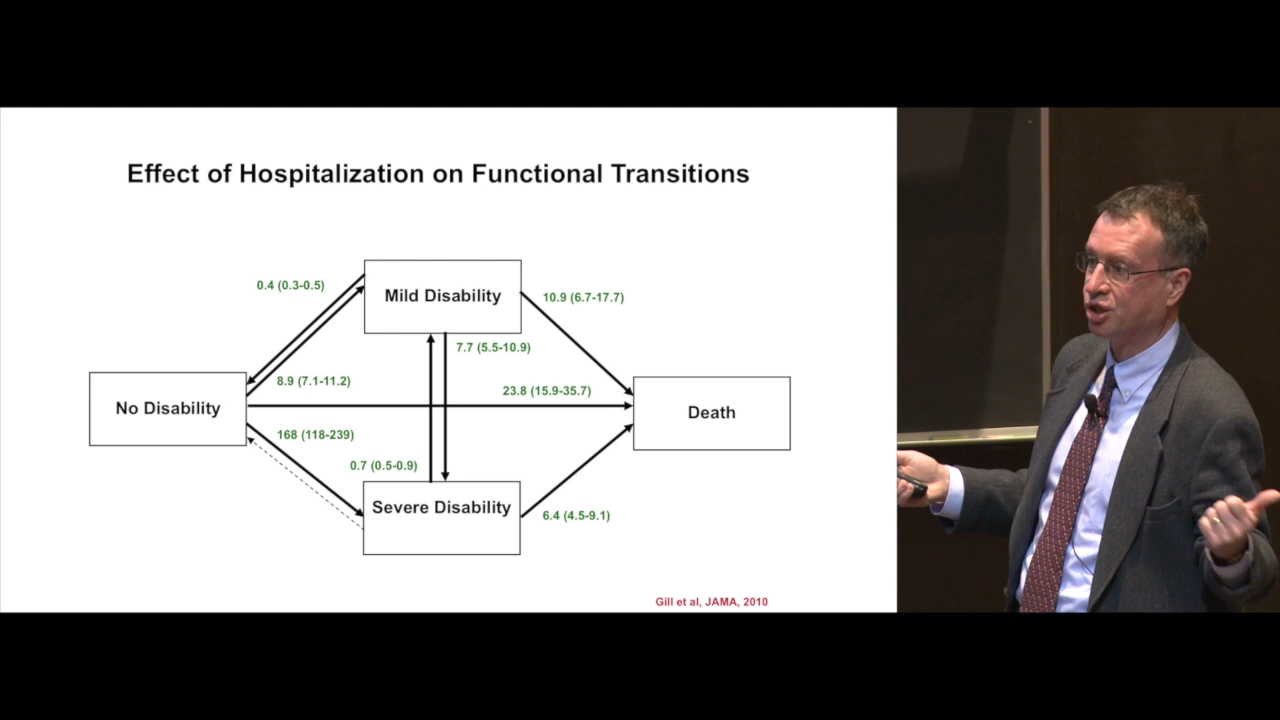 Effect of Hospitalization on Functional Transitions
0.4 (0.3-0.5)
Mild Disability
10.9 (6.7-17.7)
7.7 (5.5-10.9)
8.9 (7.1-11.2)
23.8 (15.9-35.7)
No Disability
Death
168 (118-239)
0.7 (0.5-0.9)
Severe Disability
6.4 (4.5-9.1)
Gill et al, JAMA, 2010